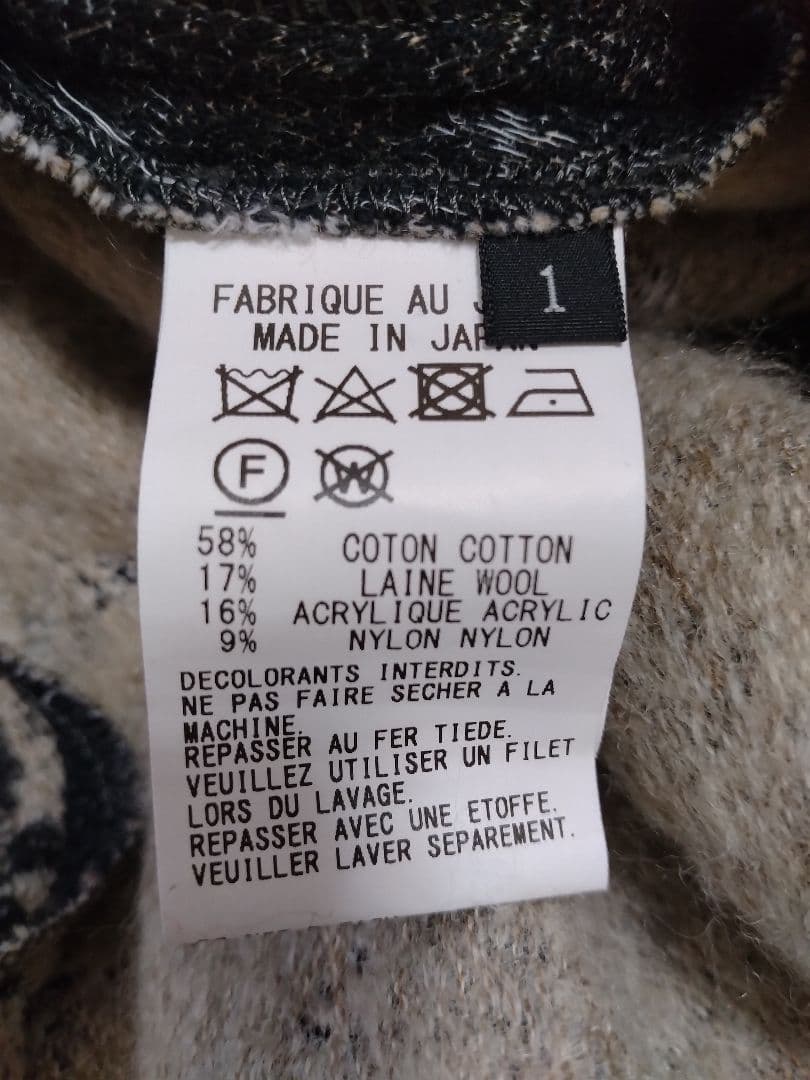 1
FABRIQUE AU
MADE IN JAPAN
F
W
58% COTON COTTON
17% LAINE WOOL
16% ACRYLIQUE ACRYLIC
9% NYLON NYLON
DECOLORANTS INTERDITS.
NE PAS FAIRE SECHER A LA
MACHINE.
REPASSER AU FER TIEDE.
VEUILLEZ UTILISER UN FILET
LORS DU LAVAGE.
REPASSER AVEC UNE ETOFFE.
VEUILLER LAVER SEPAREMENT.